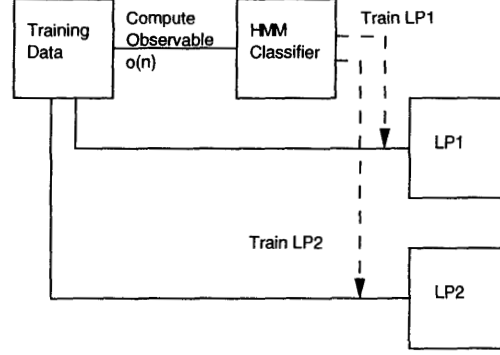 Training
Data
Compute
Observable
o(n)
HMM
Classifier
Train LP1
LP1
Train LP2
LP2